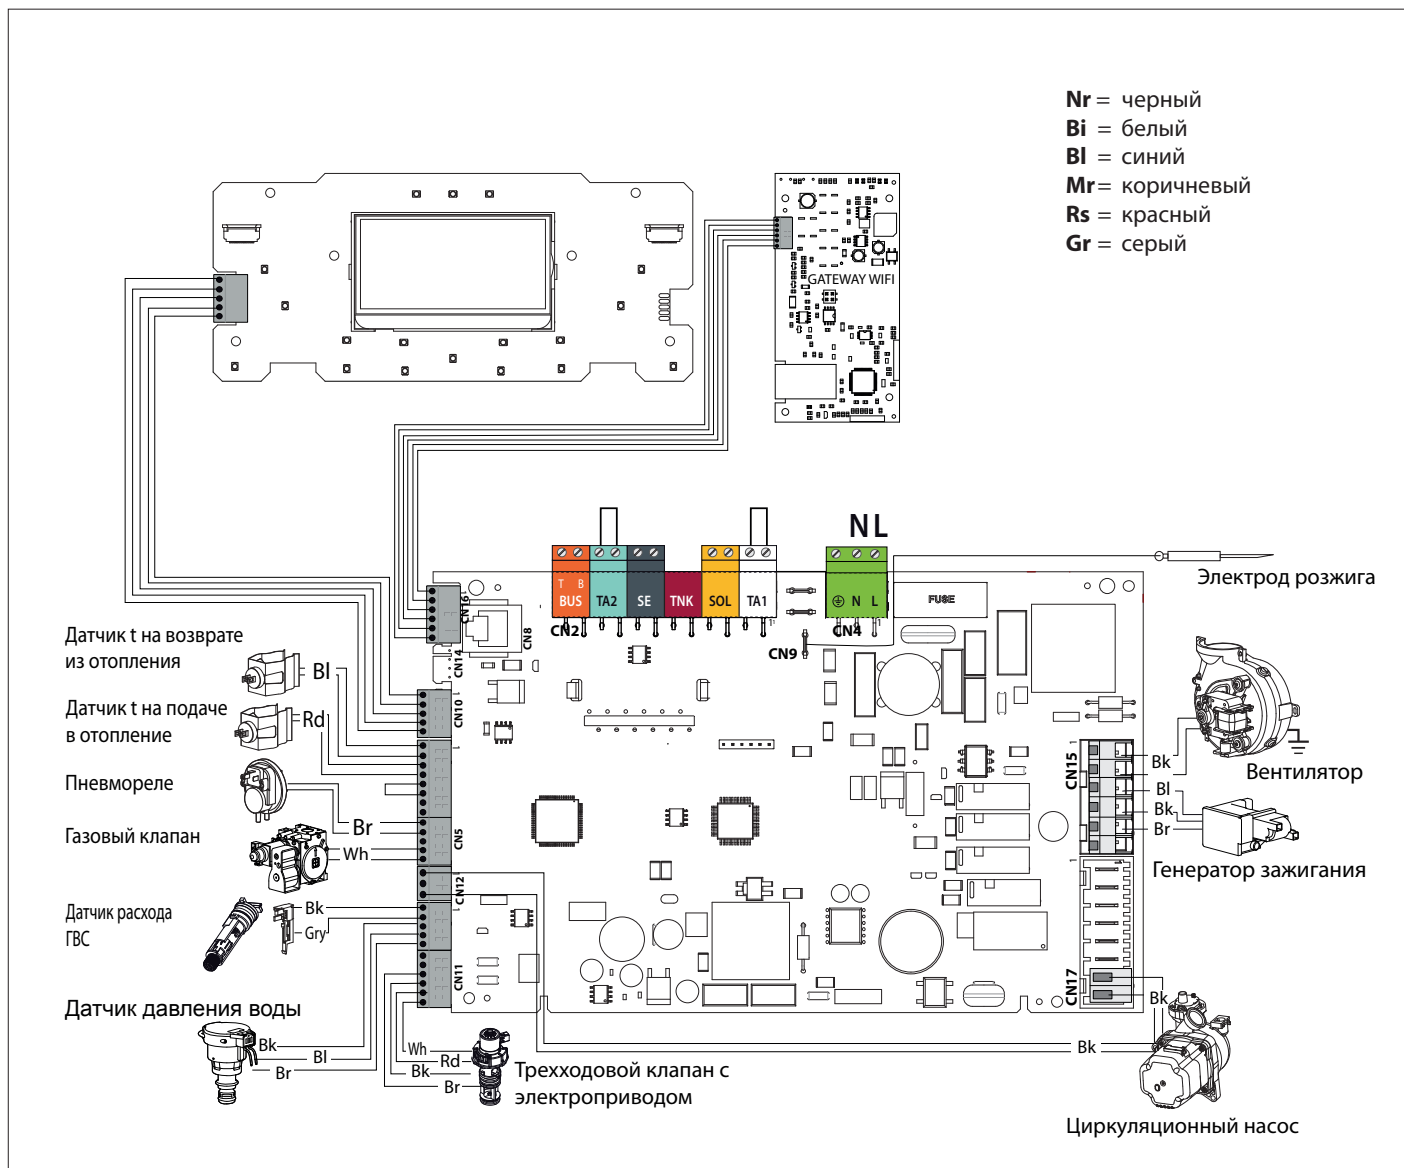 Nr = черный
Bi = белый
Bl = синий
Mr = коричневый
Rs = красный
Gr = серый
GATEWAY WIFI
N L
Электрод розжига
T B
BUS TA2 SE TNK SOL TA1
N L
FUSE
CN2
CN4
CN9
CN16
CN8
CN14
CN10
CN5
CN12
CN11
CN15
CN17
Датчик t на возврате
из отопления
Bl
Датчик t на подаче
в отопление
Rd
Пневмореле
Br
Газовый клапан
Wh
Датчик расхода
ГВС
Bk
Gry
Датчик давления воды
Bk
Bl
Br
Wh
Rd
Bk
Br
Трехходовой клапан с
электроприводом
Bk
Вентилятор
Bl
Bk
Br
Генератор зажигания
Bk
Bk
Циркуляционный насос